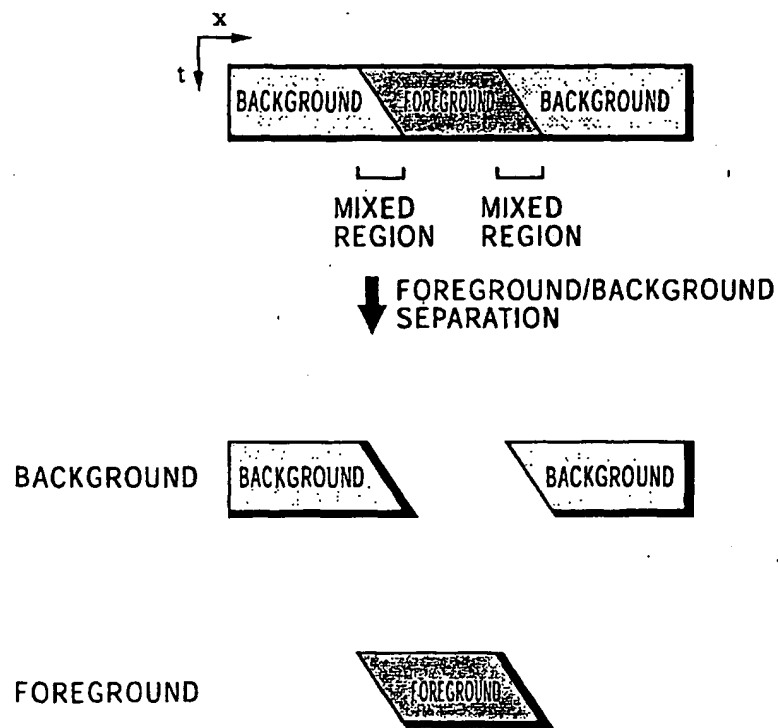 x
t
BACKGROUND FOREGROUND BACKGROUND
MIXED REGION
MIXED REGION
FOREGROUND/BACKGROUND
SEPARATION
BACKGROUND BACKGROUND BACKGROUND
FOREGROUND FOREGROUND